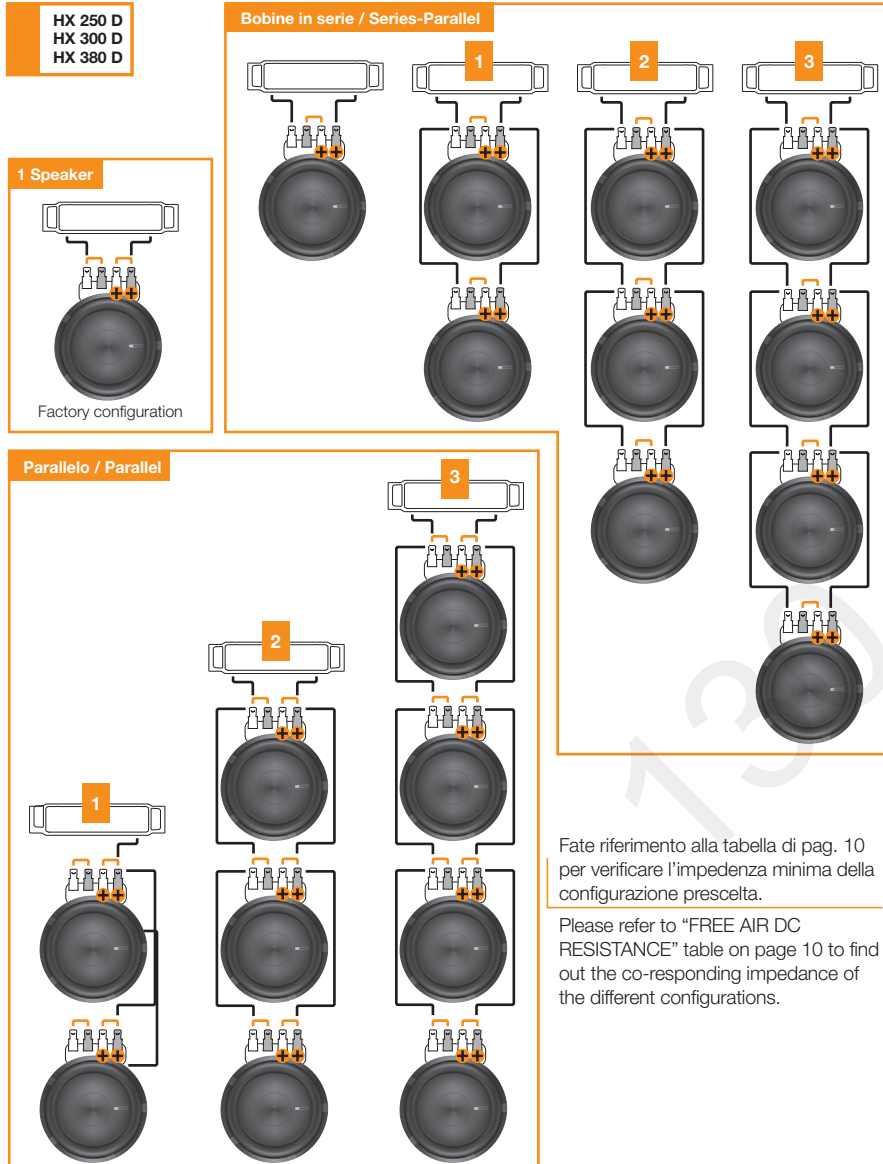 HX 250 D
HX 300 D
HX 380 D
Bobine in serie / Series-Parallel
1
2
3
1 Speaker
Factory configuration
Parallelo / Parallel
3
2
1
Fate riferimento alla tabella di pag. 10
per verificare l’impedenza minima della
configurazione prescelta.
Please refer to “FREE AIR DC
RESISTANCE” table on page 10 to find
out the co-responding impedance of
the different configurations.